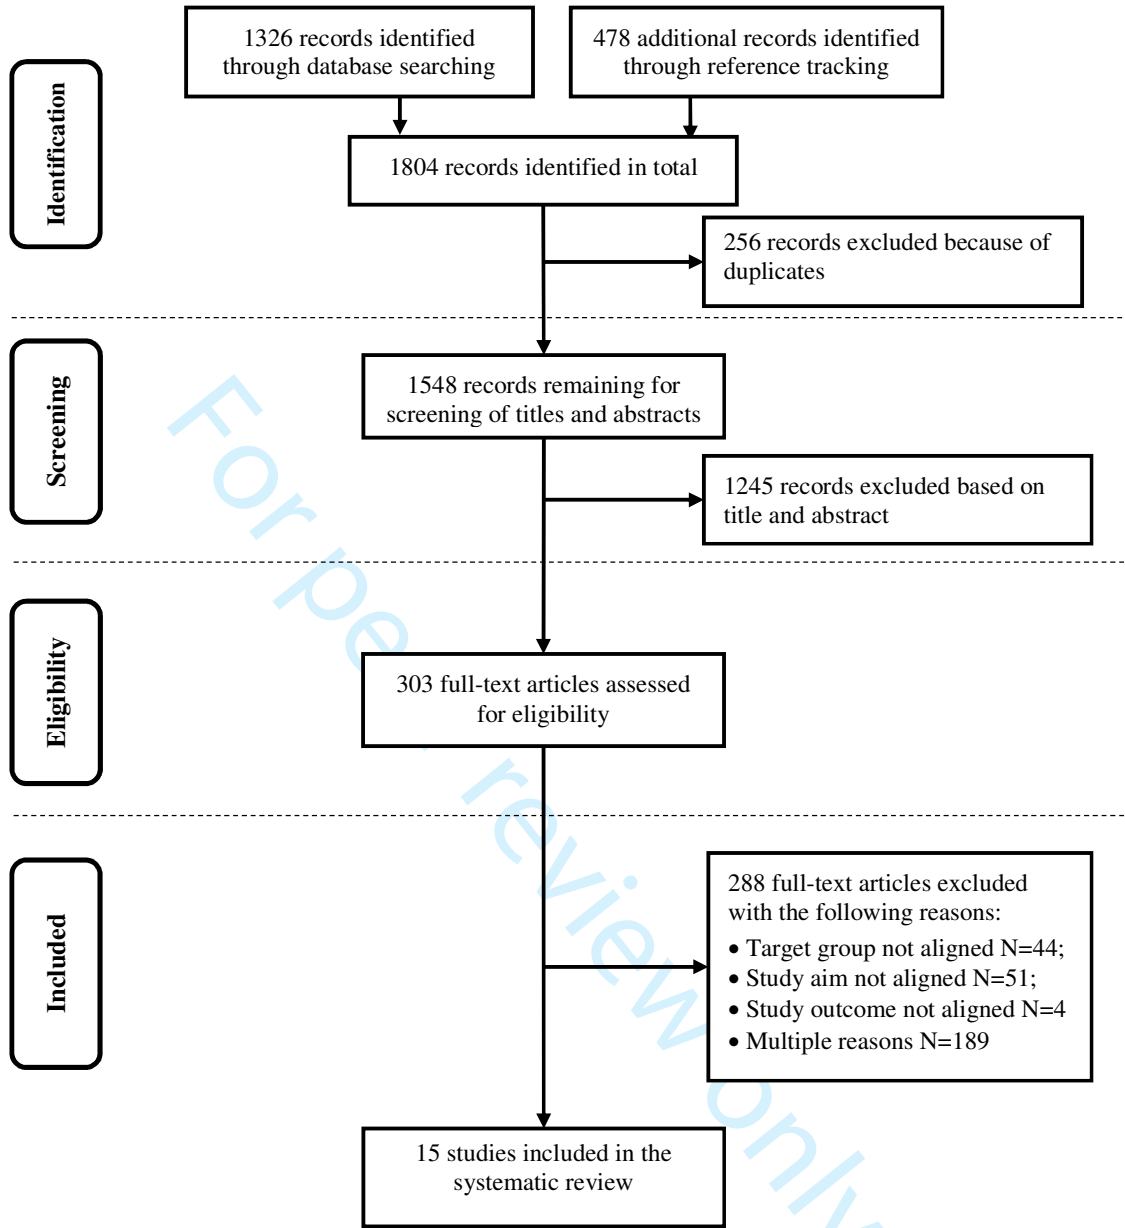 1326 records identified
through database searching
478 additional records identified
through reference tracking
Identification
1804 records identified in total
256 records excluded because of
duplicates
Screening
1548 records remaining for
screening of titles and abstracts
1245 records excluded based on
title and abstract
Eligibility
303 full-text articles assessed
for eligibility
Included
288 full-text articles excluded
with the following reasons:
• Target group not aligned N=44;
• Study aim not aligned N=51;
• Study outcome not aligned N=4
• Multiple reasons N=189
15 studies included in the
systematic review
For peer review only